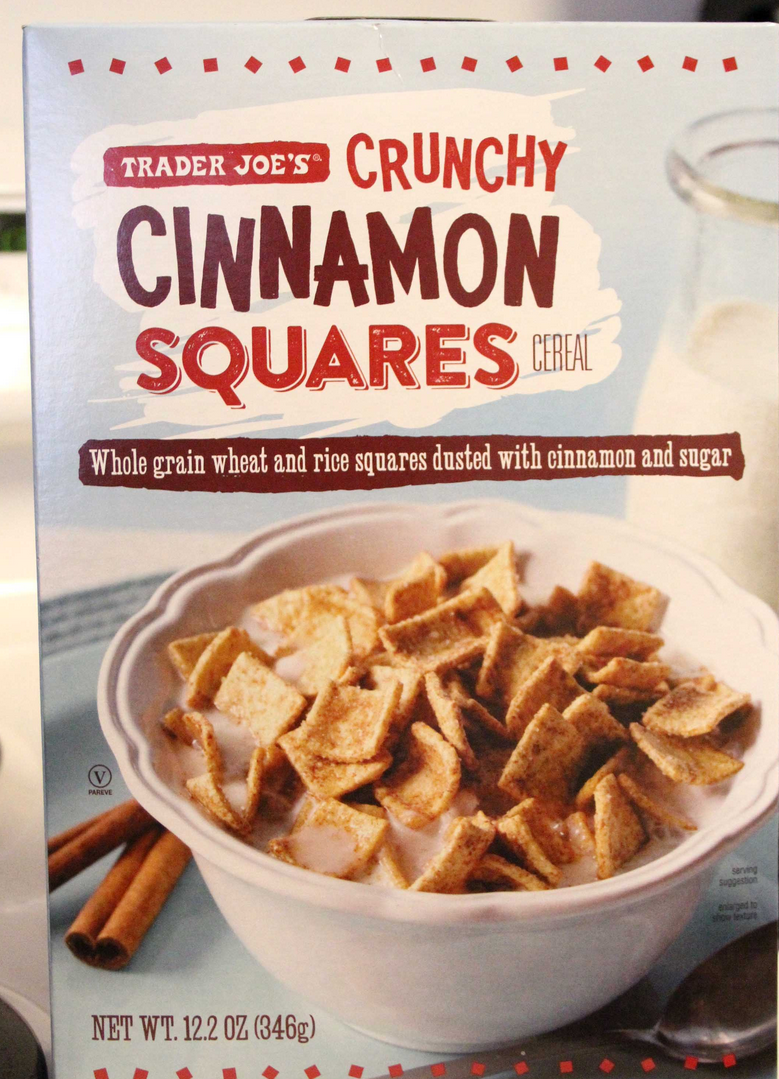 TRADER JOE'S® CRUNCHY
CINNAMON
SQUARES CEREAL
Whole grain wheat and rice squares dusted with cinnamon and sugar
V
PAREVE
serving
suggestion
enlarged to
show texture
NET WT. 12.2 OZ (346g)